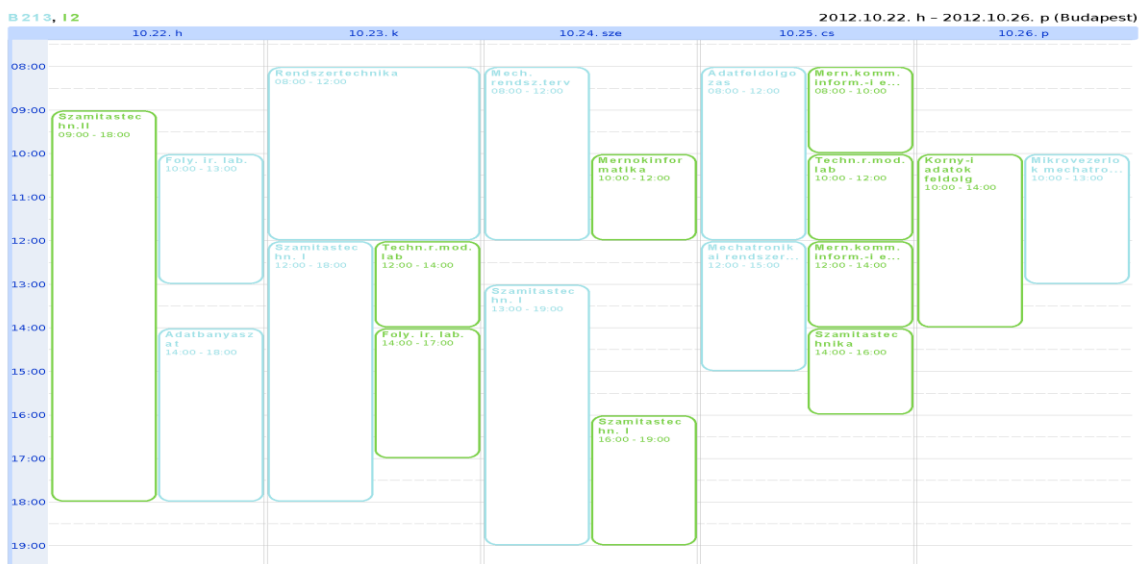 B 213, I 2
2012.10.22. h – 2012.10.26. p (Budapest)
10.22. h
10.23. k
10.24. sze
10.25. cs
10.26. p
08:00
09:00
10:00
11:00
12:00
13:00
14:00
15:00
16:00
17:00
18:00
19:00
Szamitastec
hn.II
09:00 - 18:00
Foly. ir. lab.
10:00 - 13:00
Adatbanyasz
at
14:00 - 18:00
Rendszertechnika
08:00 - 12:00
Szamitastec
hn. I
12:00 - 18:00
Techn.r.mod.
lab
12:00 - 14:00
Foly. ir. lab.
14:00 - 17:00
Mech.
rendsz.terv
08:00 - 12:00
Mernokinfor
matika
10:00 - 12:00
Szamitastec
hn. I
13:00 - 19:00
Szamitastec
hn. I
16:00 - 19:00
Adatfeldolgo
zas
08:00 - 12:00
Mern.komm.
inform.-i e...
08:00 - 10:00
Techn.r.mod.
lab
10:00 - 12:00
Mechatronik
ai rendszer...
12:00 - 15:00
Mern.komm.
inform.-i e...
12:00 - 14:00
Szamitastec
hnika
14:00 - 16:00
Korny-i
adatok
feldolg
10:00 - 14:00
Mikrovezerlo
k mechatro...
10:00 - 13:00